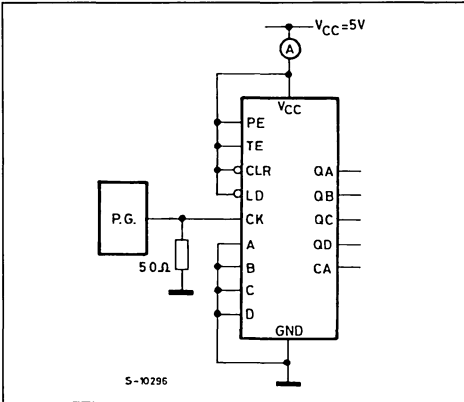 VCC=5V
A
VCC
PE
TE
CLR
LD
CK
A
B
C
D
QA
QB
QC
QD
CA
GND
P.G.
50Ω
S-10296